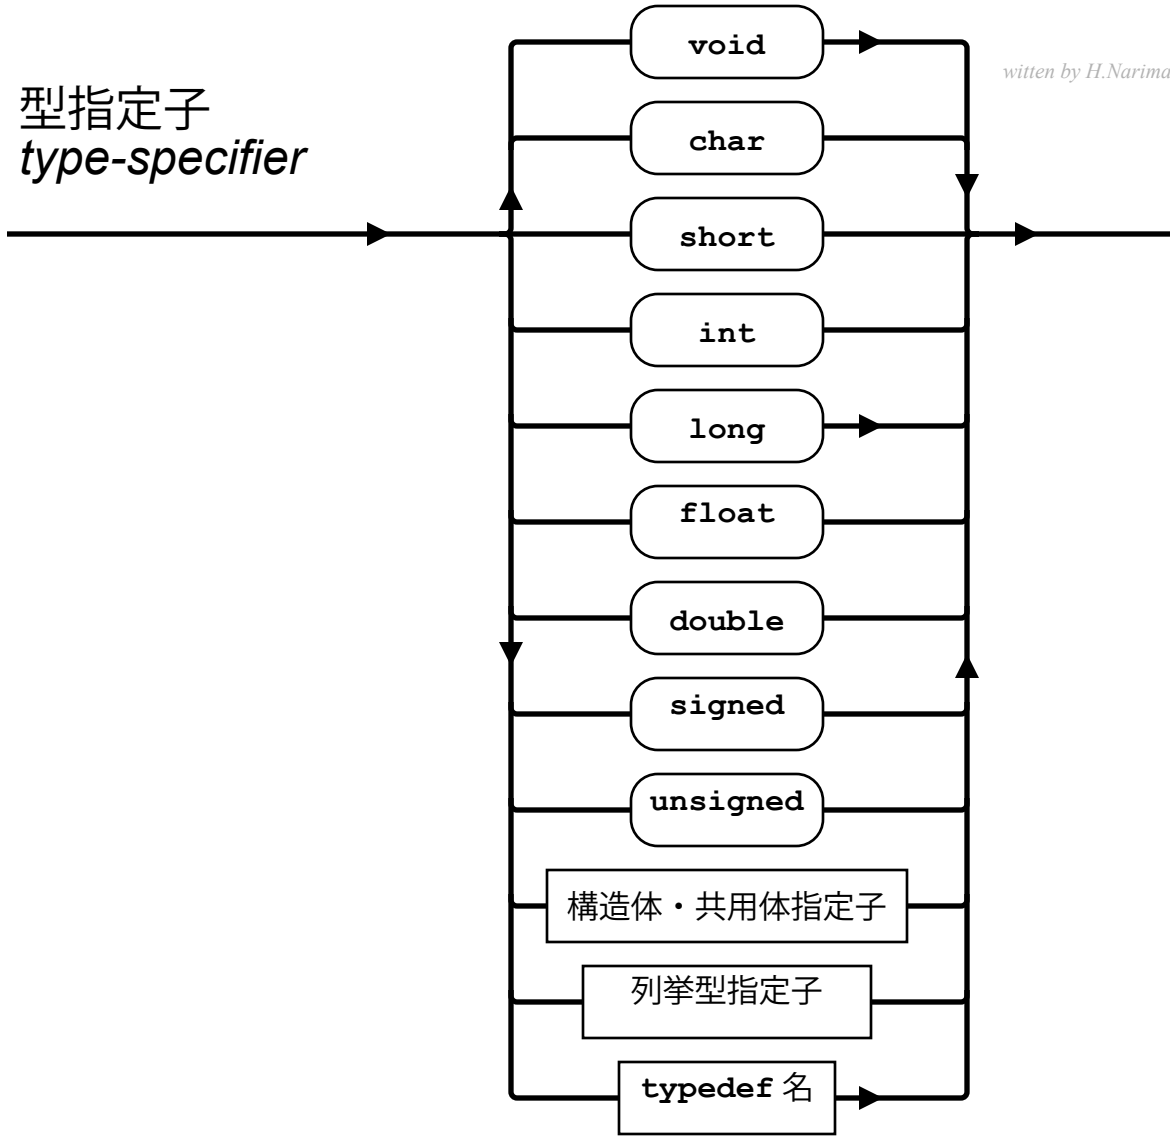 型指定子
type-specifier
witten by H.Narima
void
char
short
int
long
float
double
signed
unsigned
構造体・共用体指定子
列挙型指定子
typedef 名